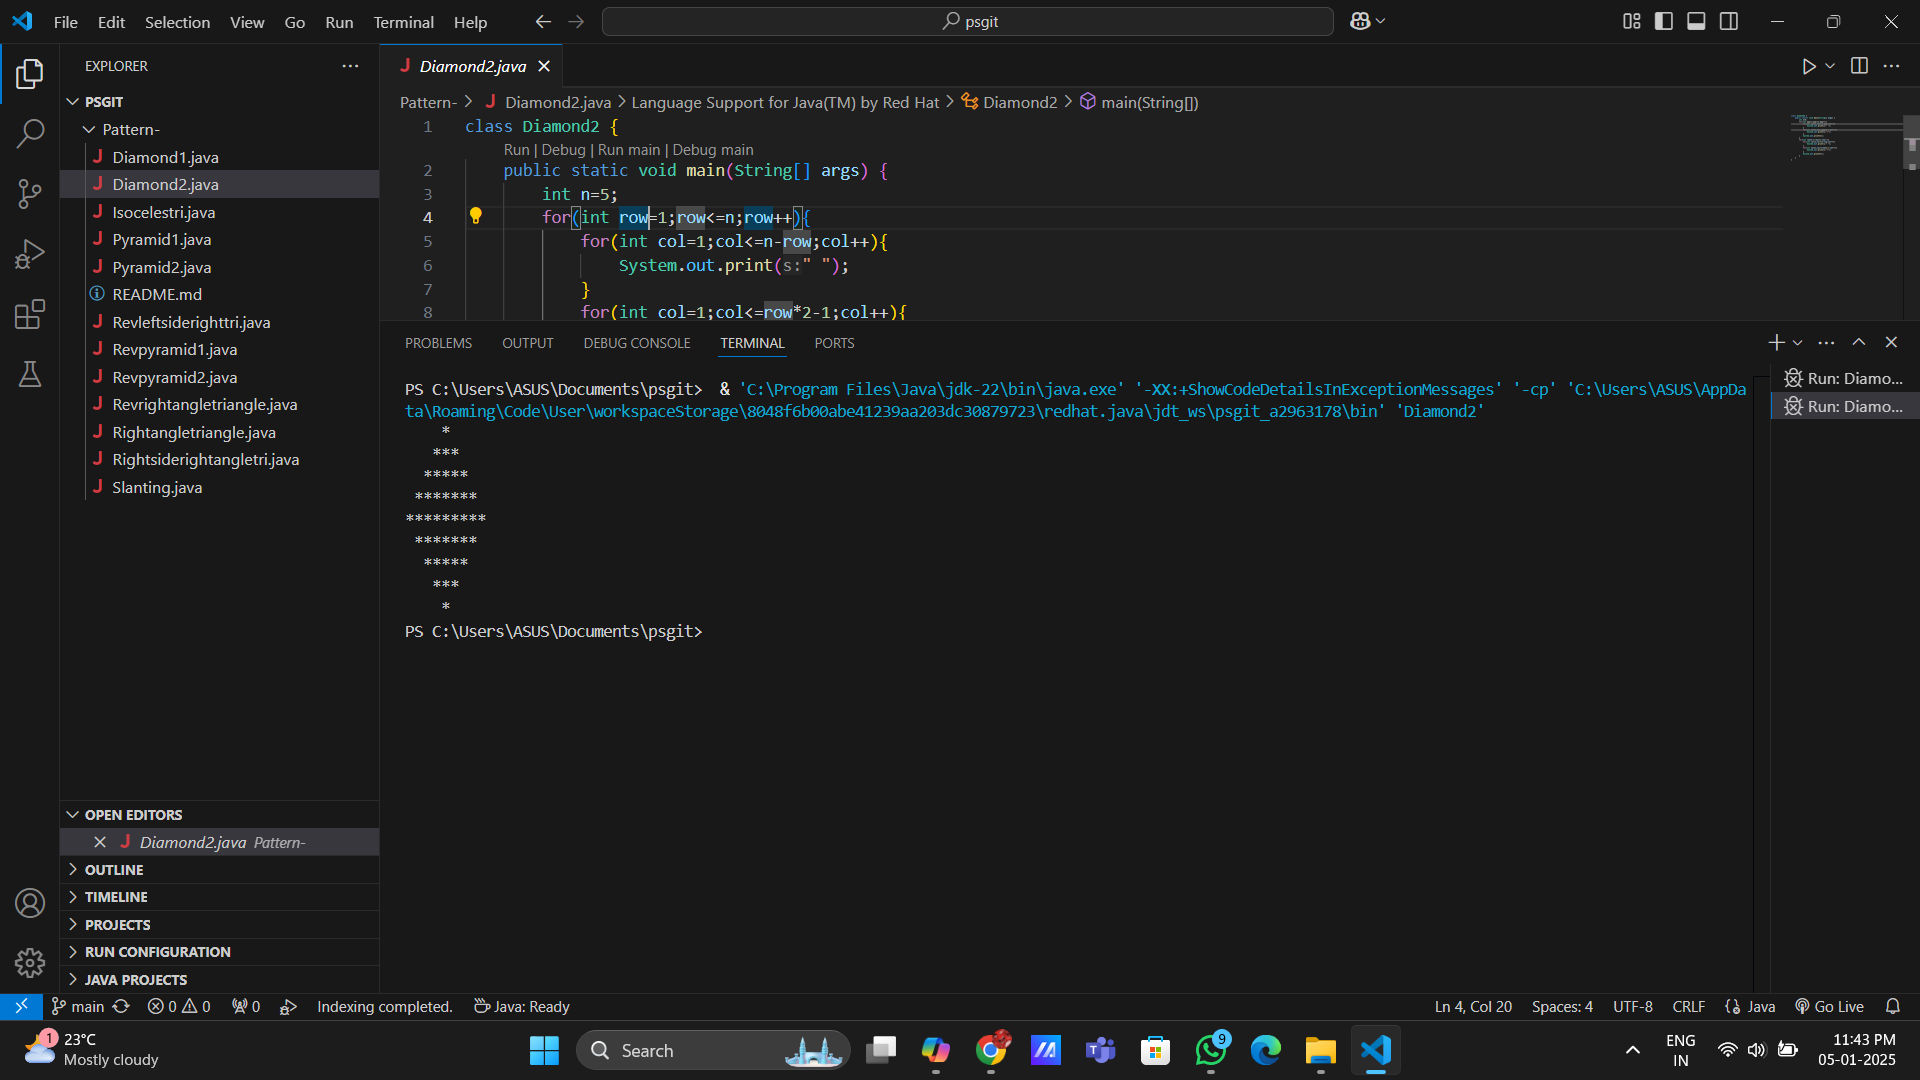 File Edit Selection View Go Run Terminal Help
psgit
EXPLORER
PSGIT
Pattern-
Diamond1.java
Diamond2.java
Isocelestri.java
Pyramid1.java
Pyramid2.java
README.md
Revleftsiderighttri.java
Revpyramid1.java
Revpyramid2.java
Revrightangletriangle.java
Rightangletriangle.java
Rightsiderightangletri.java
Slanting.java
OPEN EDITORS
Diamond2.java Pattern-
OUTLINE
TIMELINE
PROJECTS
RUN CONFIGURATION
JAVA PROJECTS
Diamond2.java
Pattern- > Diamond2.java > Language Support for Java(TM) by Red Hat > Diamond2 > main(String[])
1 class Diamond2 {
Run | Debug | Run main | Debug main
2 public static void main(String[] args) {
3 int n=5;
4 for(int row=1;row<=n;row++){
5 for(int col=1;col<=n-row;col++){
6 System.out.print(s:" ");
7 }
8 for(int col=1;col<=row*2-1;col++){
PROBLEMS OUTPUT DEBUG CONSOLE TERMINAL PORTS
PS C:\Users\ASUS\Documents\psgit> & 'C:\Program Files\Java\jdk-22\bin\java.exe' '-XX:+ShowCodeDetailsInExceptionMessages' '-cp' 'C:\Users\ASUS\AppDa
ta\Roaming\Code\User\workspaceStorage\8048f6b00abe41239aa203dc30879723\redhat.java\jdt_ws\psgit_a2963178\bin' 'Diamond2'
    *
   ***
  *****
 *******
*********
 *******
  *****
   ***
    *
PS C:\Users\ASUS\Documents\psgit>
Run: Diamo...
Run: Diamo...
main 0 0 0 Indexing completed. Java: Ready
Ln 4, Col 20 Spaces: 4 UTF-8 CRLF Java Go Live
1
23°C
Mostly cloudy
Search
9
ENG
IN
11:43 PM
05-01-2025